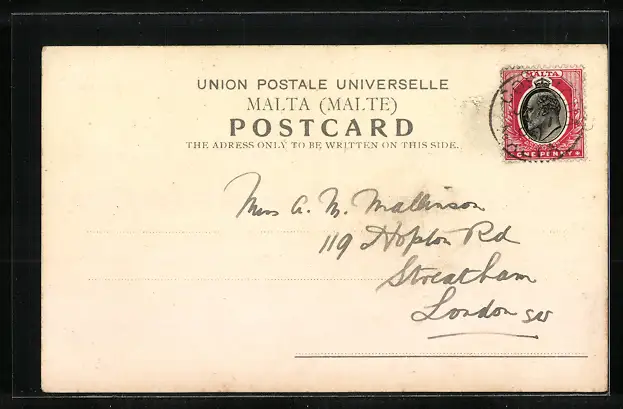 UNION POSTALE UNIVERSELLE
MALTA (MALTE)
POSTCARD
THE ADRESS ONLY TO BE WRITTEN ON THIS SIDE.
MALTA
ONE PENNY
Miss A. M. Mallinson
119 Hopton Rd
Streatham
London SW